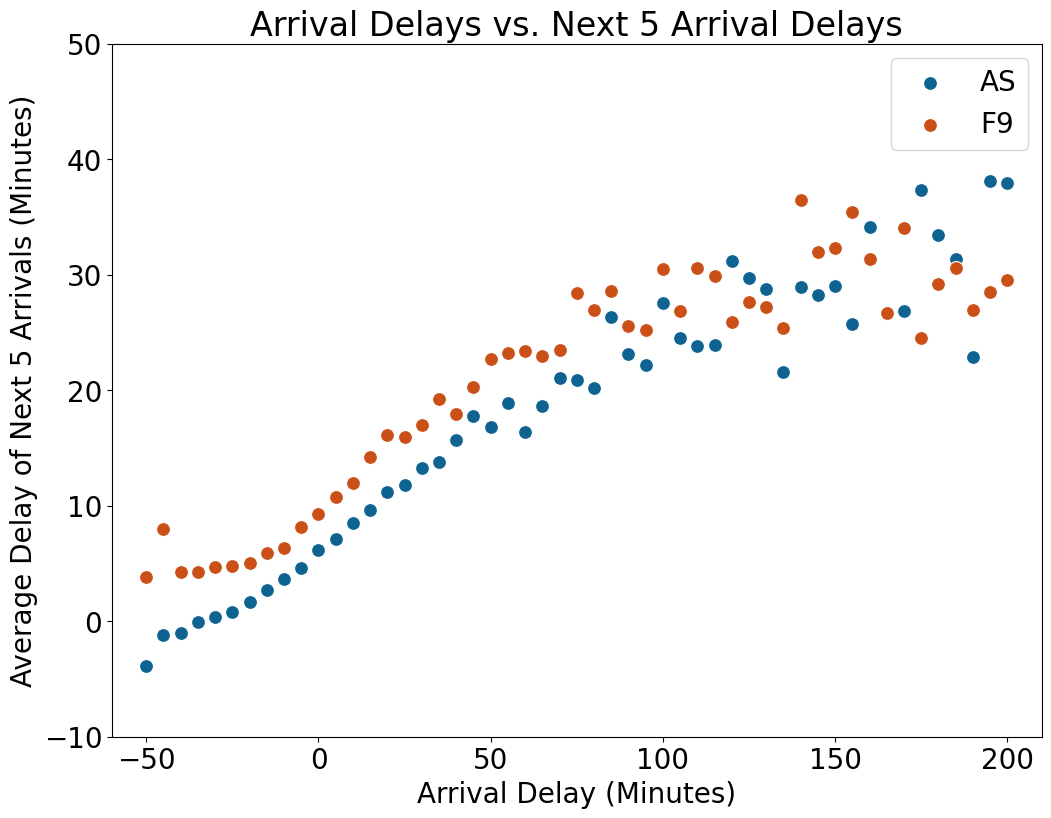 Arrival Delays vs. Next 5 Arrival Delays
50
40
30
20
10
0
−10
Average Delay of Next 5 Arrivals (Minutes)
AS
F9
−50
0
50
100
150
200
Arrival Delay (Minutes)